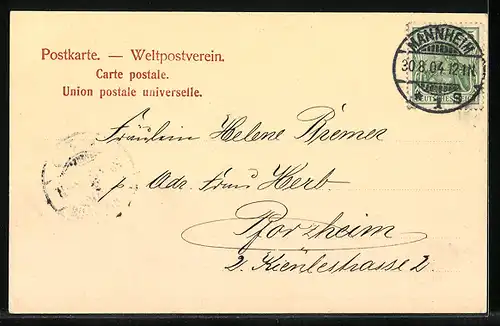 Postkarte. — Weltpostverein.
Carte postale.
Union postale universelle.
MANNHEIM
30.8.04.12-1N.
* 1 g
DEUTSCHES REICH
Fräulein Helene Bremer
p. Adr. Frau Herb.
Pforzheim
2. Kienlestrasse 2.